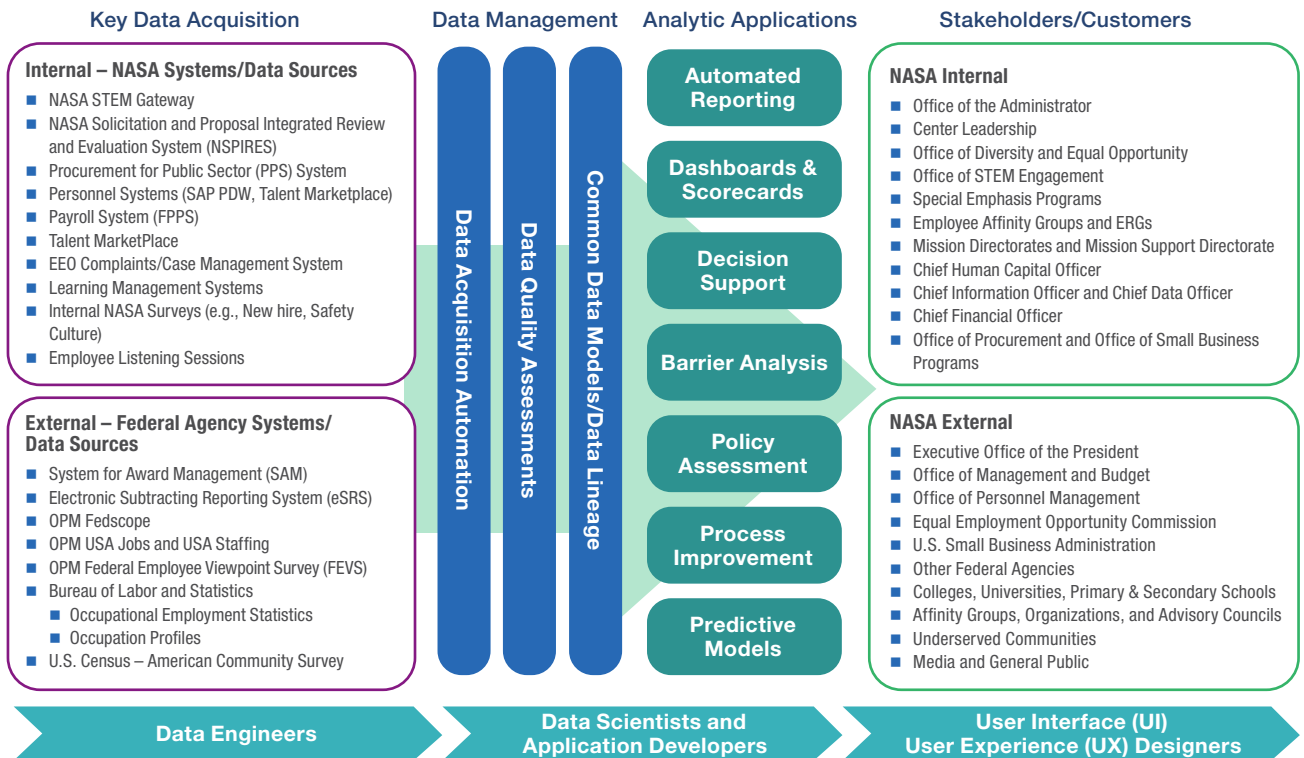 Key Data Acquisition
Internal – NASA Systems/Data Sources
NASA STEM Gateway
NASA Solicitation and Proposal Integrated Review
and Evaluation System (NSPIRES)
Procurement for Public Sector (PPS) System
Personnel Systems (SAP PDW, Talent Marketplace)
Payroll System (FPPS)
Talent MarketPlace
EEO Complaints/Case Management System
Learning Management Systems
Internal NASA Surveys (e.g., New hire, Safety
Culture)
Employee Listening Sessions
External – Federal Agency Systems/
Data Sources
System for Award Management (SAM)
Electronic Subtracting Reporting System (eSRS)
OPM Fedscope
OPM USA Jobs and USA Staffing
OPM Federal Employee Viewpoint Survey (FEVS)
Bureau of Labor and Statistics
Occupational Employment Statistics
Occupation Profiles
U.S. Census – American Community Survey
Data Management
Data Acquisition Automation
Data Quality Assessments
Common Data Models/Data Lineage
Analytic Applications
Automated
Reporting
Dashboards &
Scorecards
Decision
Support
Barrier Analysis
Policy
Assessment
Process
Improvement
Predictive
Models
Stakeholders/Customers
NASA Internal
Office of the Administrator
Center Leadership
Office of Diversity and Equal Opportunity
Office of STEM Engagement
Special Emphasis Programs
Employee Affinity Groups and ERGs
Mission Directorates and Mission Support Directorate
Chief Human Capital Officer
Chief Information Officer and Chief Data Officer
Chief Financial Officer
Office of Procurement and Office of Small Business
Programs
NASA External
Executive Office of the President
Office of Management and Budget
Office of Personnel Management
Equal Employment Opportunity Commission
U.S. Small Business Administration
Other Federal Agencies
Colleges, Universities, Primary & Secondary Schools
Affinity Groups, Organizations, and Advisory Councils
Underserved Communities
Media and General Public
Data Engineers
Data Scientists and
Application Developers
User Interface (UI)
User Experience (UX) Designers